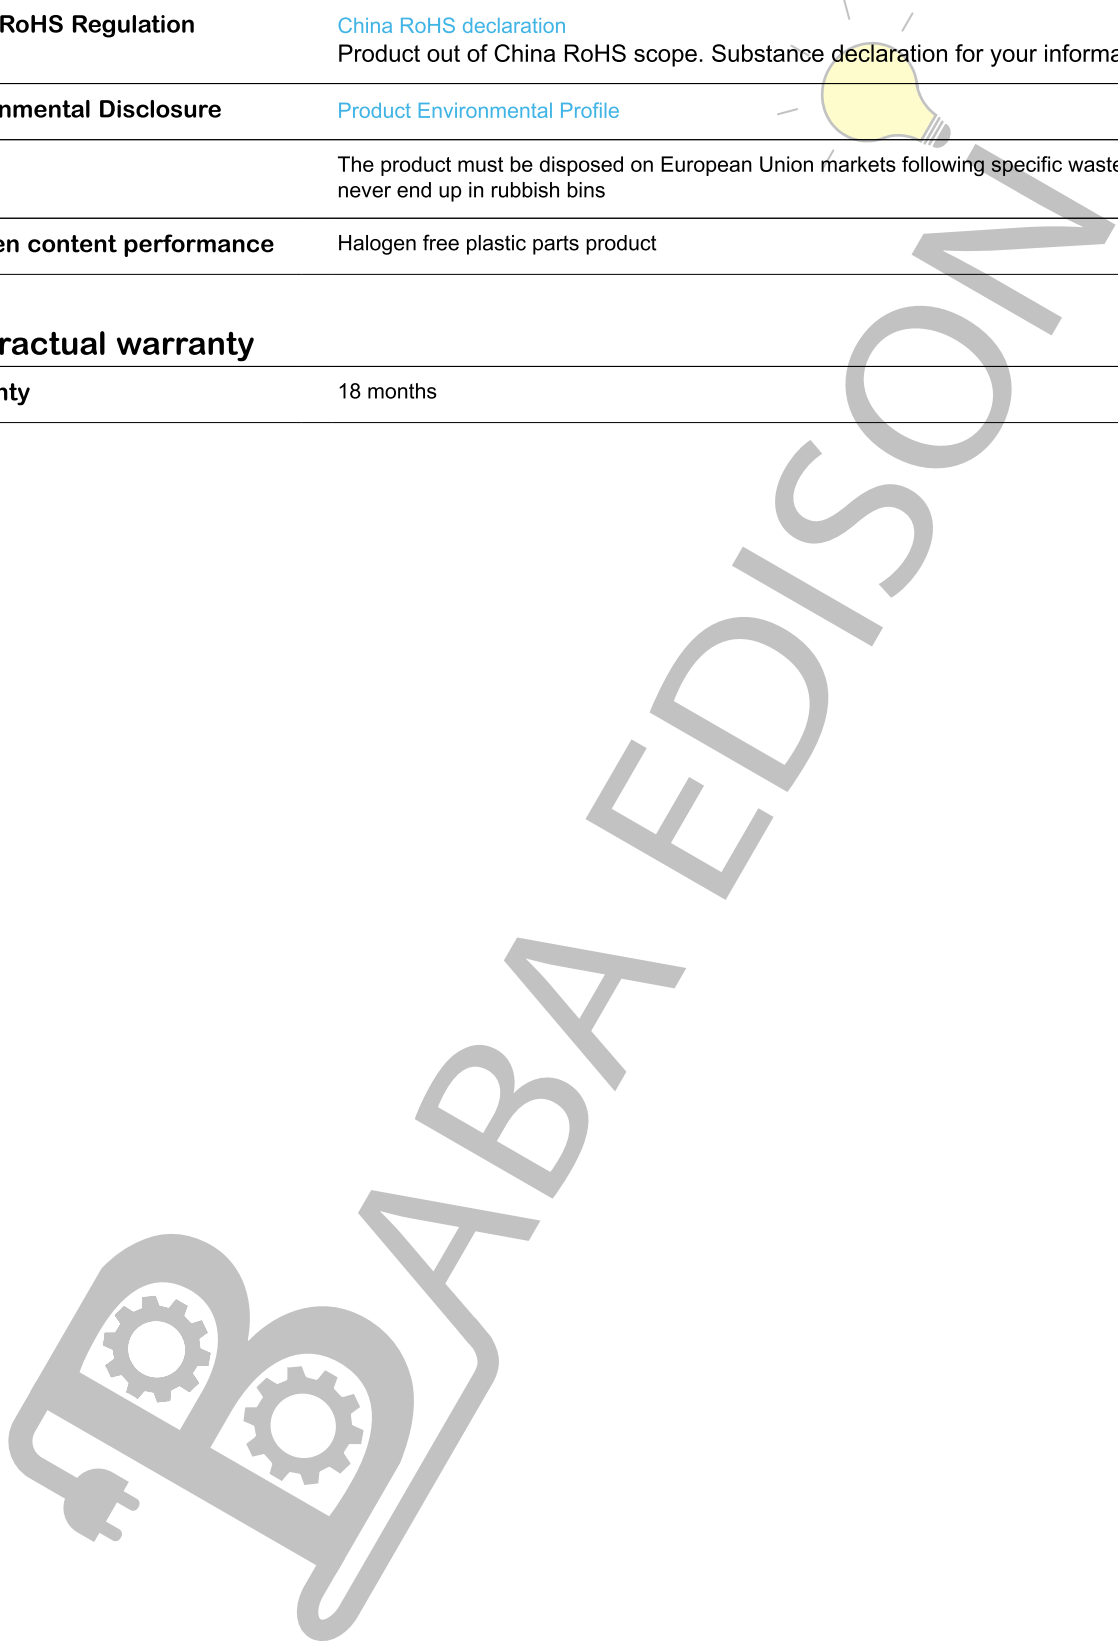 RoHS Regulation
China RoHS declaration
Product out of China RoHS scope. Substance declaration for your informa
nmental Disclosure
Product Environmental Profile
The product must be disposed on European Union markets following specific waste
never end up in rubbish bins
en content performance
Halogen free plastic parts product
ractual warranty
nty
18 months
BABA EDISON